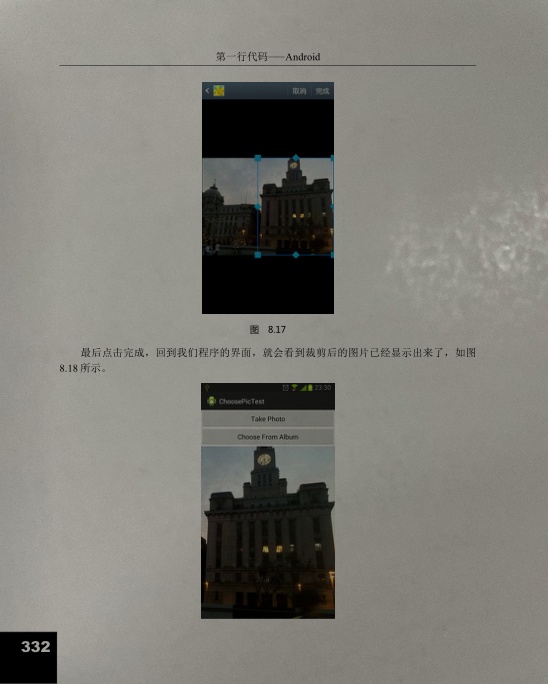 第一行代码——Android
取消 完成
图 8.17
最后点击完成，回到我们程序的界面，就会看到裁剪后的图片已经显示出来了，如图
8.18 所示。
23:30
ChoosePicTest
Take Photo
Choose From Album
332